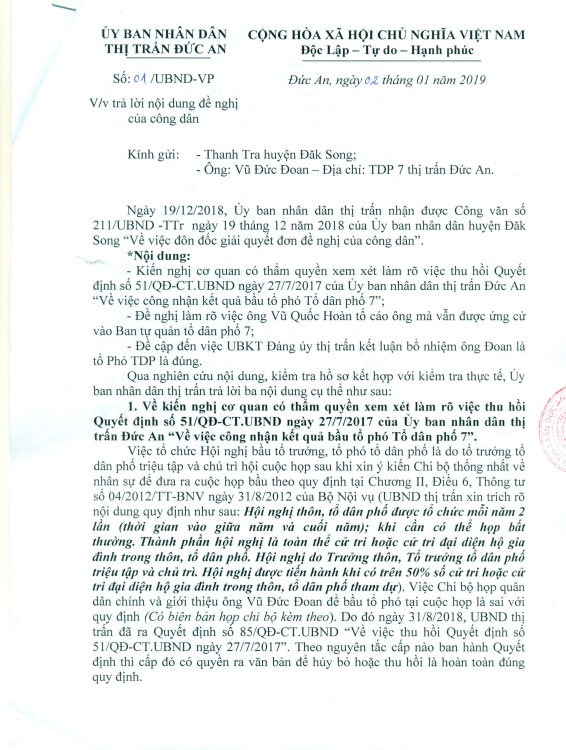 ỦY BAN NHÂN DÂN
THỊ TRẤN ĐỨC AN
CỘNG HÒA XÃ HỘI CHỦ NGHĨA VIỆT NAM
Độc Lập – Tự do – Hạnh phúc
Số: 01 /UBND-VP
Đức An, ngày 02 tháng 01 năm 2019
V/v trả lời nội dung đề nghị
của công dân
Kính gửi: - Thanh Tra huyện Đăk Song;
- Ông: Vũ Đức Đoan – Địa chỉ: TDP 7 thị trấn Đức An.
Ngày 19/12/2018, Ủy ban nhân dân thị trấn nhận được Công văn số
211/UBND -TTr ngày 19 tháng 12 năm 2018 của Ủy ban nhân dân huyện Đăk
Song “Về việc đôn đốc giải quyết đơn đề nghị của công dân”.
*Nội dung:
- Kiến nghị cơ quan có thẩm quyền xem xét làm rõ việc thu hồi Quyết
định số 51/QĐ-CT.UBND ngày 27/7/2017 của Ủy ban nhân dân thị trấn Đức An
“Về việc công nhận kết quả bầu tổ phó Tổ dân phố 7”;
- Đề nghị làm rõ việc ông Vũ Quốc Hoàn tố cáo ông mà vẫn được ứng cử
vào Ban tự quản tổ dân phố 7;
- Đề cập đến việc UBKT Đảng ủy thị trấn kết luận bổ nhiệm ông Đoan là
tổ Phó TDP là đúng.
Qua nghiên cứu nội dung, kiểm tra hồ sơ kết hợp với kiểm tra thực tế, Ủy
ban nhân dân thị trấn trả lời ba nội dung cụ thể như sau:
1. Về kiến nghị cơ quan có thẩm quyền xem xét làm rõ việc thu hồi
Quyết định số 51/QĐ-CT.UBND ngày 27/7/2017 của Ủy ban nhân dân thị
trấn Đức An “Về việc công nhận kết quả bầu tổ phó Tổ dân phố 7”.
Việc tổ chức Hội nghị bầu tổ trưởng, tổ phó tổ dân phố là do tổ trưởng tổ
dân phố triệu tập và chủ trì hội cuộc họp sau khi xin ý kiến Chi bộ thống nhất về
nhân sự để đưa ra cuộc họp bầu theo quy định tại Chương II, Điều 6, Thông tư
số 04/2012/TT-BNV ngày 31/8/2012 của Bộ Nội vụ (UBND thị trấn xin trích rõ
nội dung quy định như sau: Hội nghị thôn, tổ dân phố được tổ chức mỗi năm 2
lần (thời gian vào giữa năm và cuối năm); khi cần có thể họp bất
thường. Thành phần hội nghị là toàn thể cử tri hoặc cử tri đại diện hộ gia
đình trong thôn, tổ dân phố. Hội nghị do Trưởng thôn, Tổ trưởng tổ dân phố
triệu tập và chủ trì. Hội nghị được tiến hành khi có trên 50% số cử tri hoặc cử
tri đại diện hộ gia đình trong thôn, tổ dân phố tham dự). Việc Chi bộ họp quân
dân chính và giới thiệu ông Vũ Đức Đoan để bầu tổ phó tại cuộc họp là sai với
quy định (Có biên bản họp chi bộ kèm theo). Do đó ngày 31/8/2018, UBND thị
trấn đã ra Quyết định số 85/QĐ-CT.UBND “Về việc thu hồi Quyết định số
51/QĐ-CT.UBND ngày 27/7/2017”. Theo nguyên tắc cấp nào ban hành Quyết
định thì cấp đó có quyền ra văn bản để hủy bỏ hoặc thu hồi là hoàn toàn đúng
quy định.